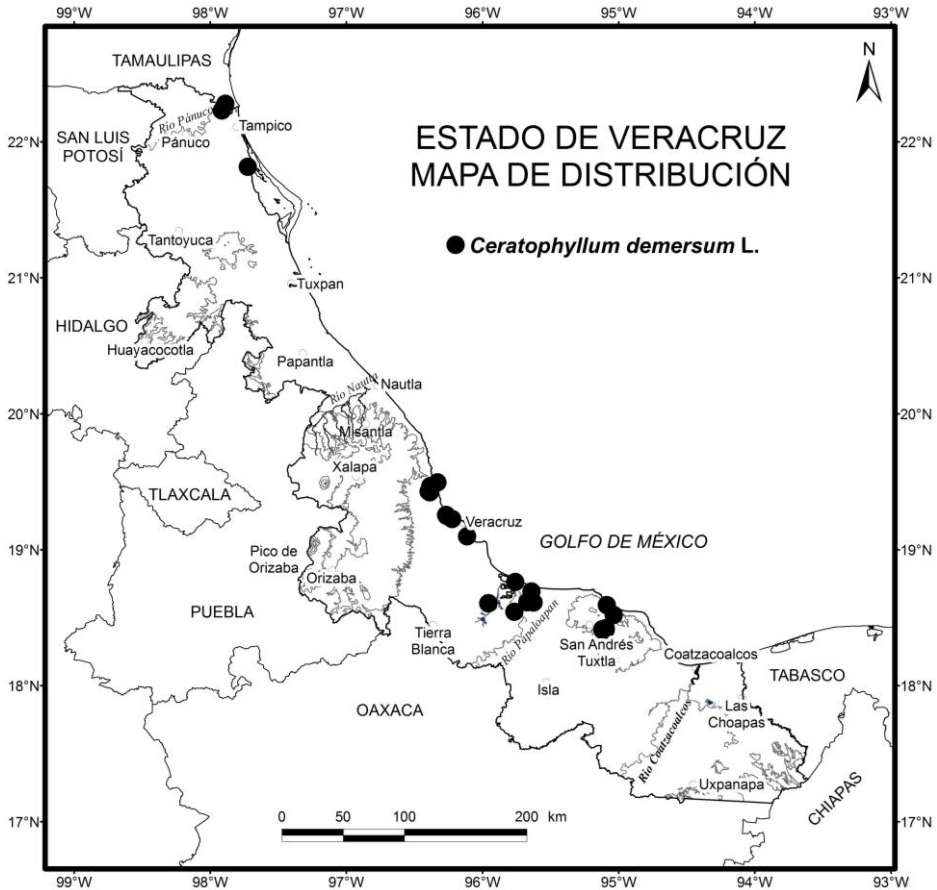 99°W 98°W 97°W 96°W 95°W 94°W 93°W
N
TAMAULIPAS
Río Pánuco
Tampico
Pánuco
SAN LUIS
POTOSÍ
22°N 22°N
ESTADO DE VERACRUZ
MAPA DE DISTRIBUCIÓN
Ceratophyllum demersum L.
Tantoyuca
21°N 21°N
Tuxpan
HIDALGO
Huayacocotla
Papantla
Río Nautla
Nautla
20°N 20°N
Misantla
Xalapa
TLAXCALA
Veracruz
GOLFO DE MÉXICO
19°N 19°N
Pico de
Orizaba
Orizaba
PUEBLA
Tierra
Blanca
Río Papaloapan
San Andrés
Tuxtla
Coatzacoalcos
TABASCO
18°N 18°N
Isla
OAXACA
Las
Choapas
Río Coatzacoalcos
Uxpanapa
CHIAPAS
17°N 17°N
0 50 100 200 km
99°W 98°W 97°W 96°W 95°W 94°W 93°W